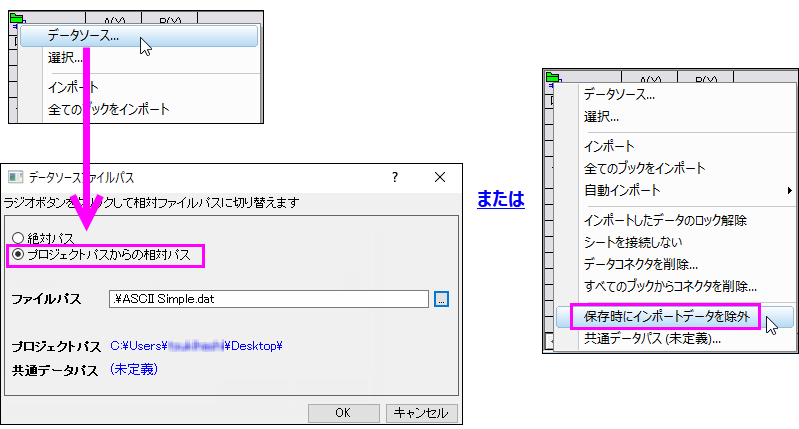 A(X) B(Y)
データソース...
選択...
インポート
全てのブックをインポート
データソースファイルパス
ラジオボタンをクリックして相対ファイルパスに切り替えます
絶対パス
プロジェクトパスからの相対パス
ファイルパス .¥ASCII Simple.dat ...
プロジェクトパス C:¥Users¥ ¥Desktop¥
共通データパス (未定義)
OK キャンセル
または
A(X) B(Y)
データソース...
選択...
インポート
全てのブックをインポート
自動インポート
インポートしたデータのロック解除
シートを接続しない
データコネクタを削除...
すべてのブックからコネクタを削除...
保存時にインポートデータを除外
共通データパス (未定義)...